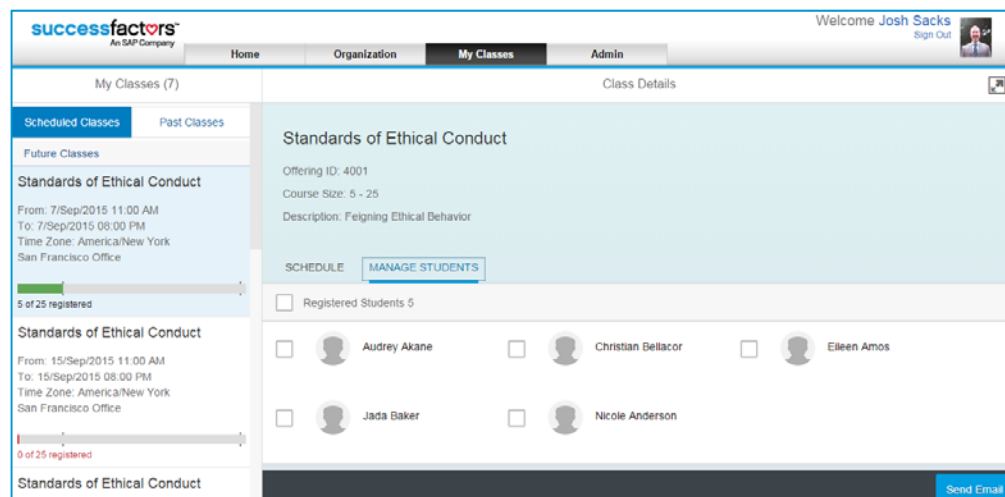 successfactors™
An SAP Company
Welcome Josh Sacks
Sign Out
Home Organization My Classes Admin
My Classes (7)
Class Details
Scheduled Classes Past Classes
Future Classes
Standards of Ethical Conduct
From: 7/Sep/2015 11:00 AM
To: 7/Sep/2015 08:00 PM
Time Zone: America/New York
San Francisco Office
5 of 25 registered
Standards of Ethical Conduct
From: 15/Sep/2015 11:00 AM
To: 15/Sep/2015 08:00 PM
Time Zone: America/New York
San Francisco Office
0 of 25 registered
Standards of Ethical Conduct
Standards of Ethical Conduct
Offering ID: 4001
Course Size: 5 - 25
Description: Feigning Ethical Behavior
SCHEDULE MANAGE STUDENTS
Registered Students 5
Audrey Akane Christian Bellacor Eileen Amos
Jada Baker Nicole Anderson
Send Email